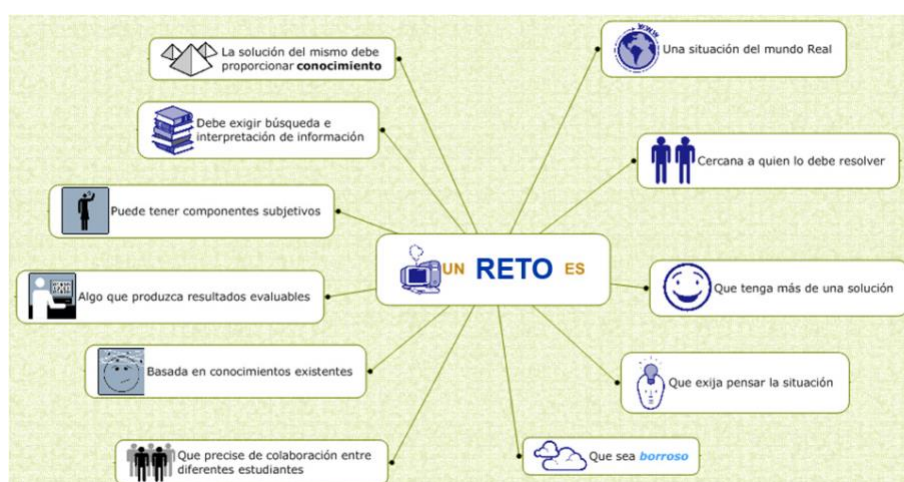 La solución del mismo debe
proporcionar conocimiento
Debe exigir búsqueda e
interpretación de información
Puede tener componentes subjetivos
Algo que produzca resultados evaluables
Basada en conocimientos existentes
Que precise de colaboración entre
diferentes estudiantes
UN RETO ES
WWW
Una situación del mundo Real
Cercana a quien lo debe resolver
Que tenga más de una solución
Que exija pensar la situación
Que sea borroso